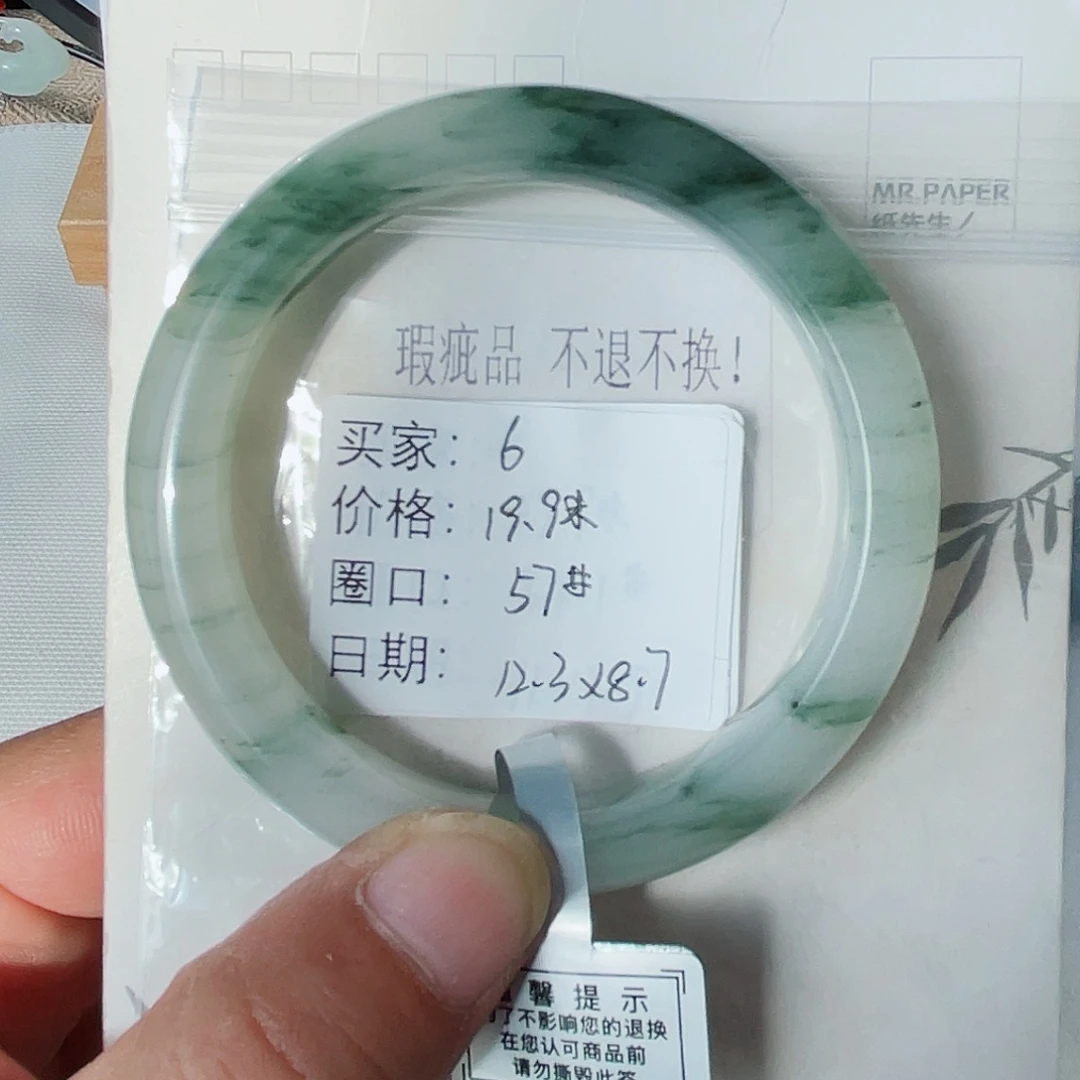 MR.PAPER
纸先生
瑕疵品 不退不换!
买家: 6
价格: 19.9米
圈口: 57#
日期: 12.3x8.7
馨提示
了不影响您的退换
在您认可商品前
请勿撕毁此签